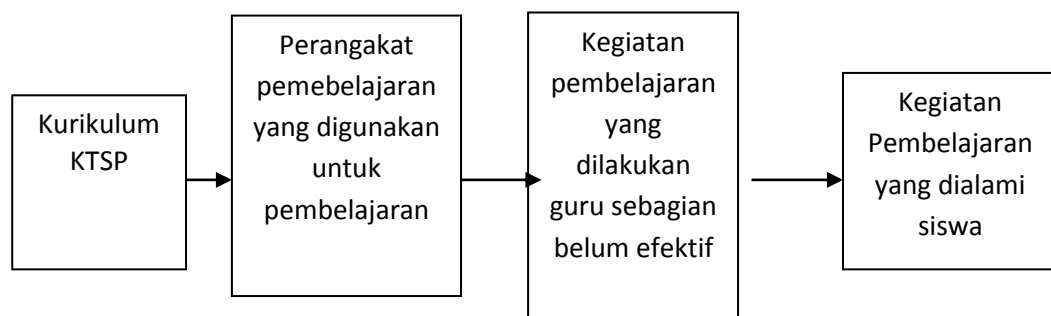 Kurikulum
KTSP
Perangakat
pemebelajaran
yang digunakan
untuk
pembelajaran
Kegiatan
pembelajaran
yang
dilakukan
guru sebagian
belum efektif
Kegiatan
Pembelajaran
yang dialami
siswa